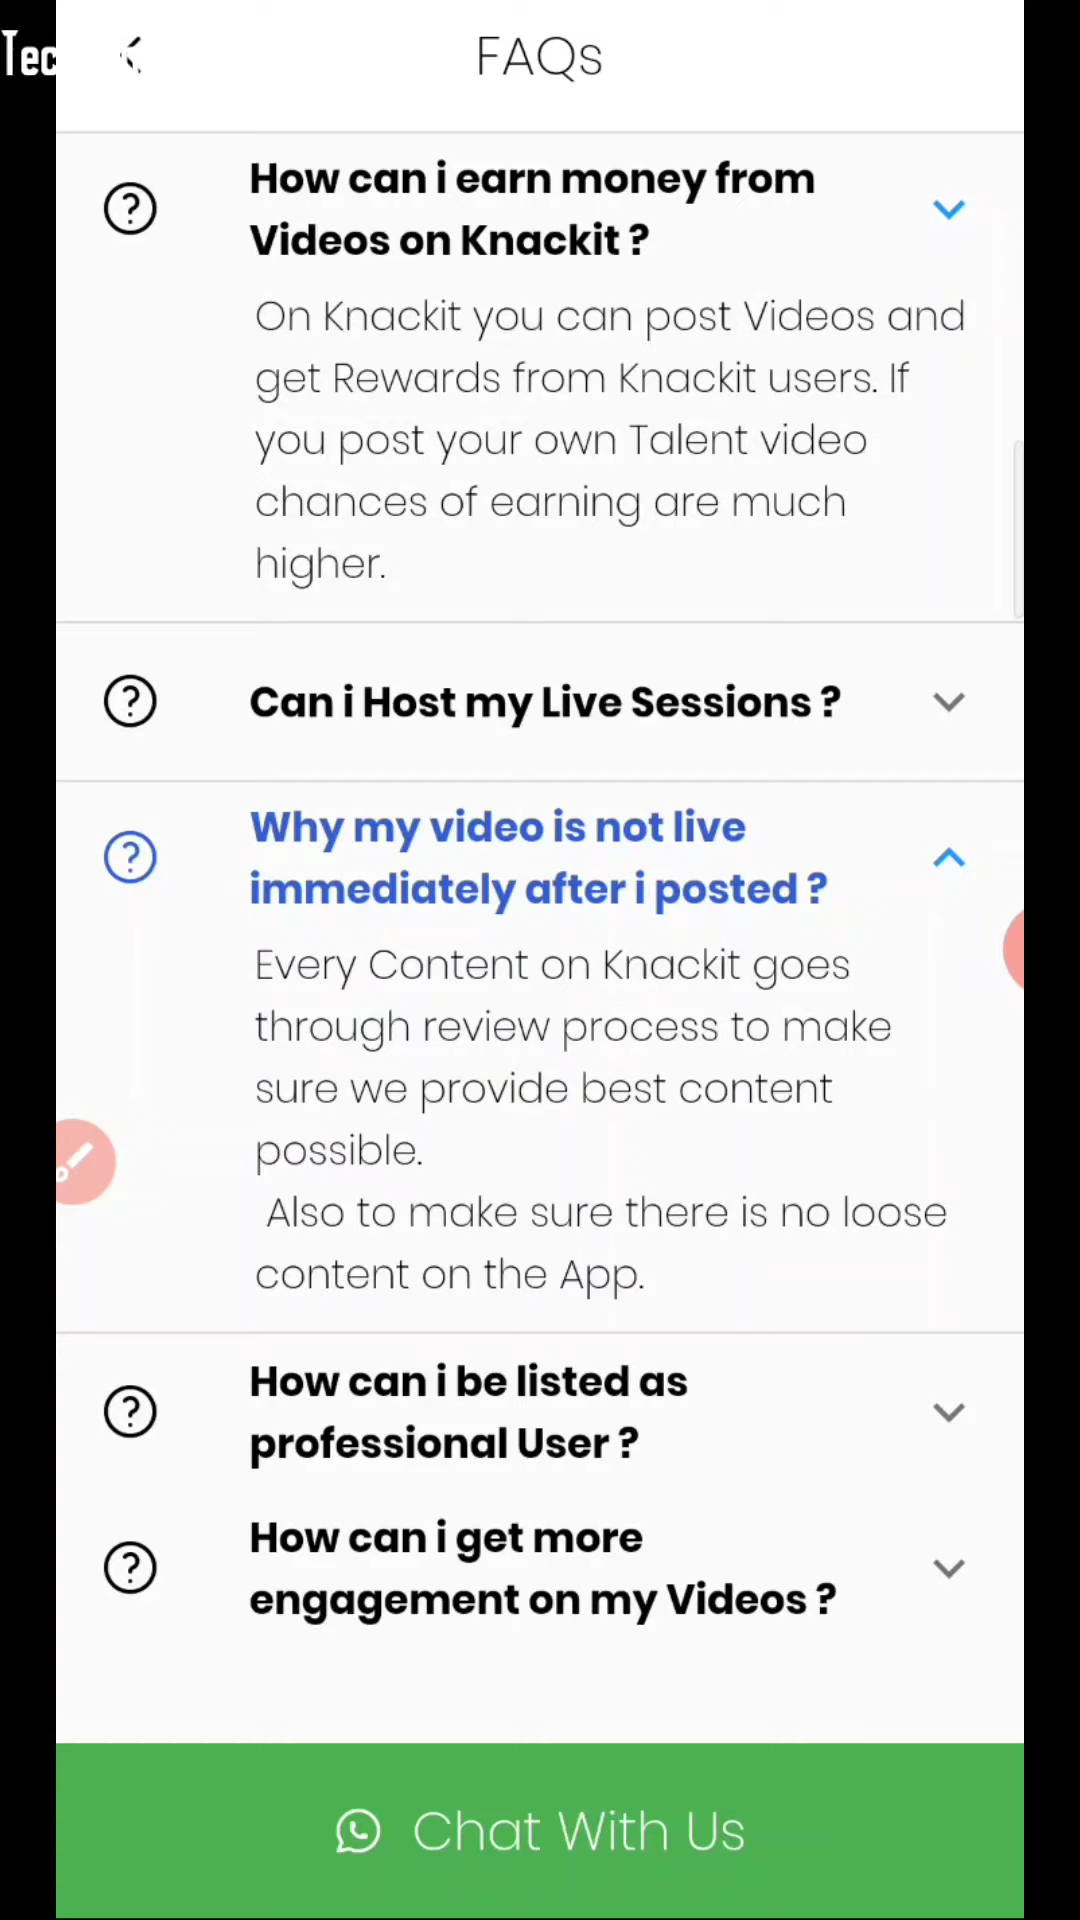 Tec
FAQs
How can i earn money from
Videos on Knackit ?
On Knackit you can post Videos and
get Rewards from Knackit users. If
you post your own Talent video
chances of earning are much
higher.
Can i Host my Live Sessions ?
Why my video is not live
immediately after i posted ?
Every Content on Knackit goes
through review process to make
sure we provide best content
possible.
Also to make sure there is no loose
content on the App.
How can i be listed as
professional User ?
How can i get more
engagement on my Videos ?
Chat With Us